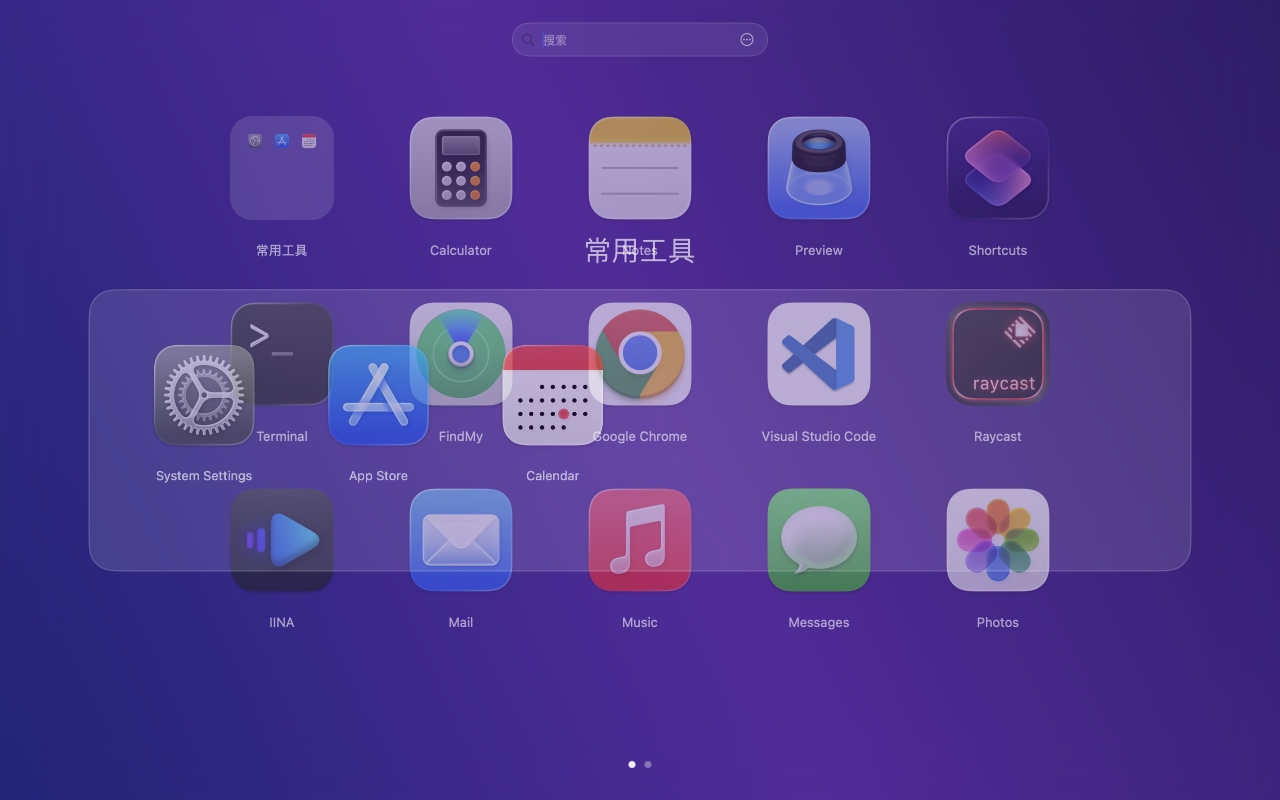 搜索
常用工具
Calculator
Notes
Preview
Shortcuts
常用工具
>_
raycast
Terminal
FindMy
Google Chrome
Visual Studio Code
Raycast
System Settings
App Store
Calendar
IINA
Mail
Music
Messages
Photos